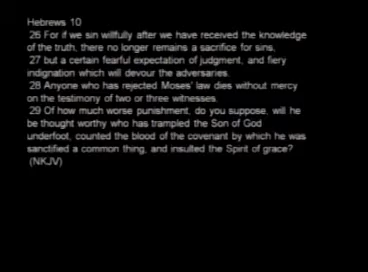 Hebrews 10
26 For if we sin willfully after we have received the knowledge
of the truth, there no longer remains a sacrifice for sins,
27 but a certain fearful expectation of judgment, and fiery
indignation which will devour the adversaries.
28 Anyone who has rejected Moses' law dies without mercy
on the testimony of two or three witnesses.
29 Of how much worse punishment, do you suppose, will he
be thought worthy who has trampled the Son of God
underfoot, counted the blood of the covenant by which he was
sanctified a common thing, and insulted the Spirit of grace?
(NKJV)